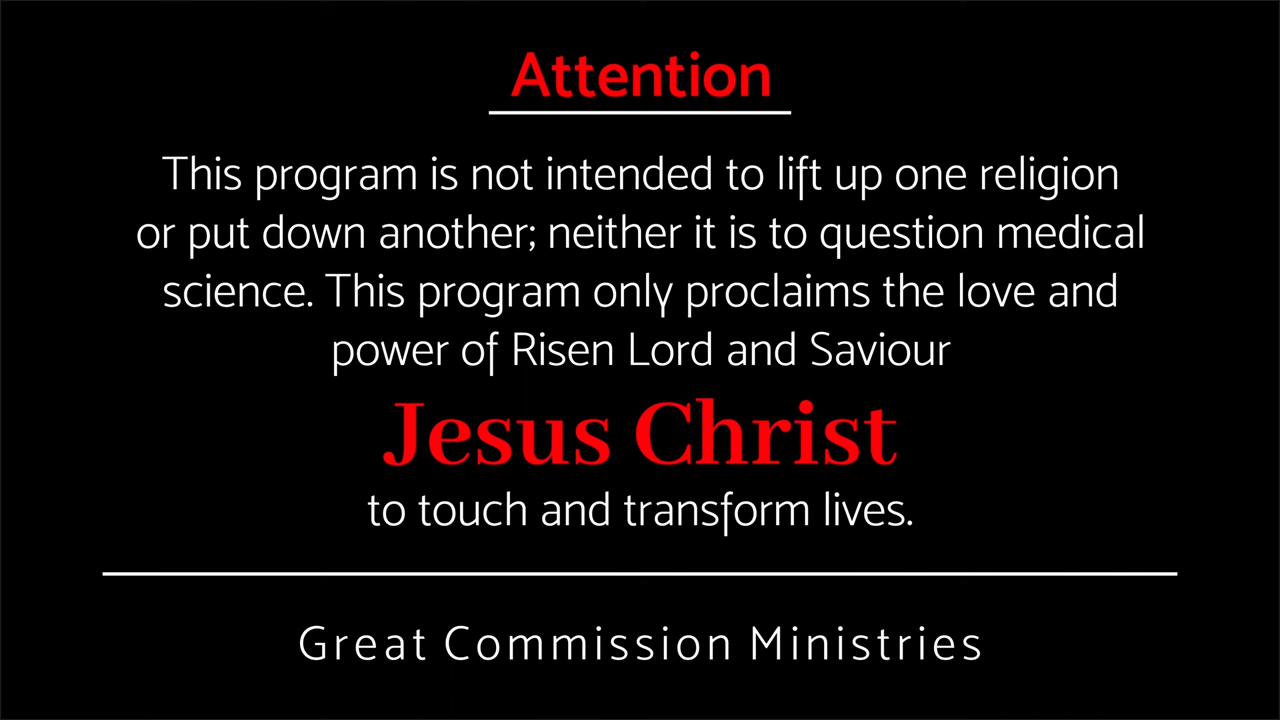 Attention
This program is not intended to lift up one religion
or put down another; neither it is to question medical
science. This program only proclaims the love and
power of Risen Lord and Saviour
Jesus Christ
to touch and transform lives.
Great Commission Ministries